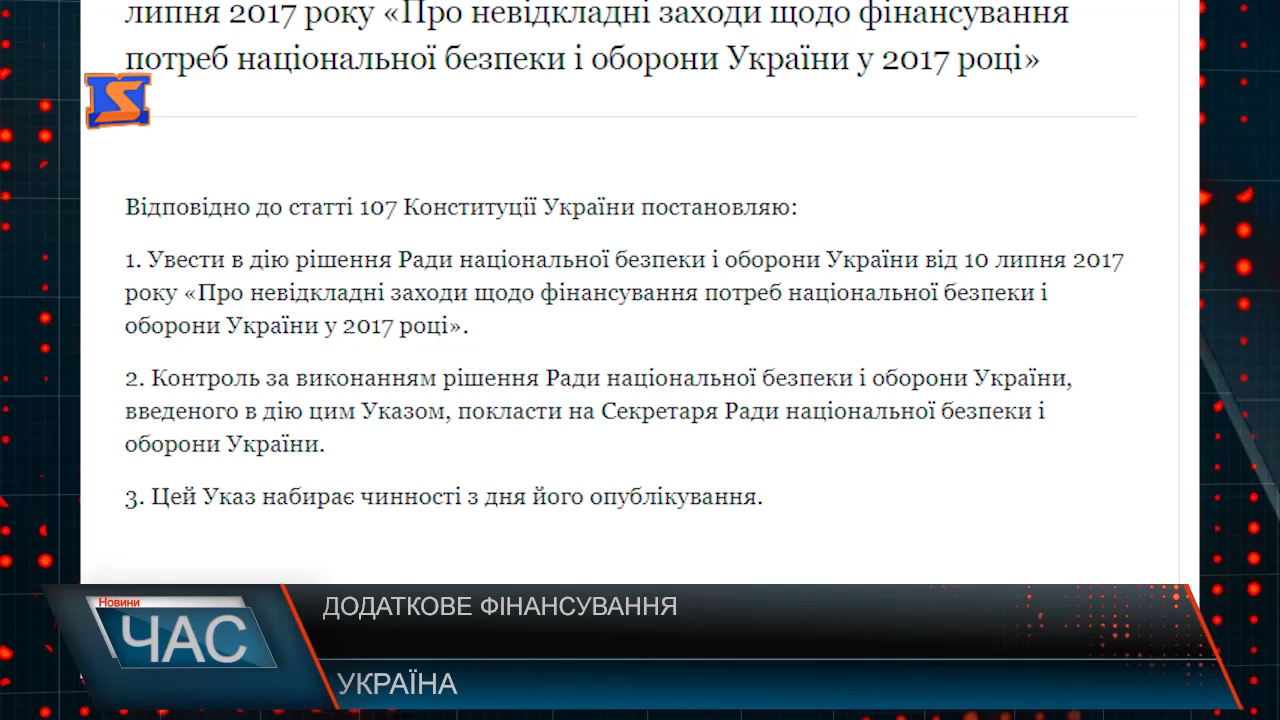 липня 2017 року «Про невідкладні заходи щодо фінансування
потреб національної безпеки і оборони України у 2017 році»
Відповідно до статті 107 Конституції України постановляю:
1. Увести в дію рішення Ради національної безпеки і оборони України від 10 липня 2017
року «Про невідкладні заходи щодо фінансування потреб національної безпеки і
оборони України у 2017 році».
2. Контроль за виконанням рішення Ради національної безпеки і оборони України,
введеного в дію цим Указом, покласти на Секретаря Ради національної безпеки і
оборони України.
3. Цей Указ набирає чинності з дня його опублікування.
Новини
ЧАС
ДОДАТКОВЕ ФІНАНСУВАННЯ
УКРАЇНА